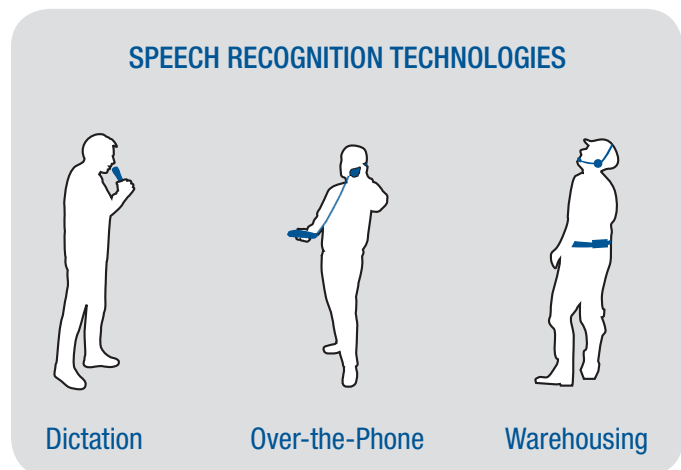 SPEECH RECOGNITION TECHNOLOGIES
Dictation
Over-the-Phone
Warehousing